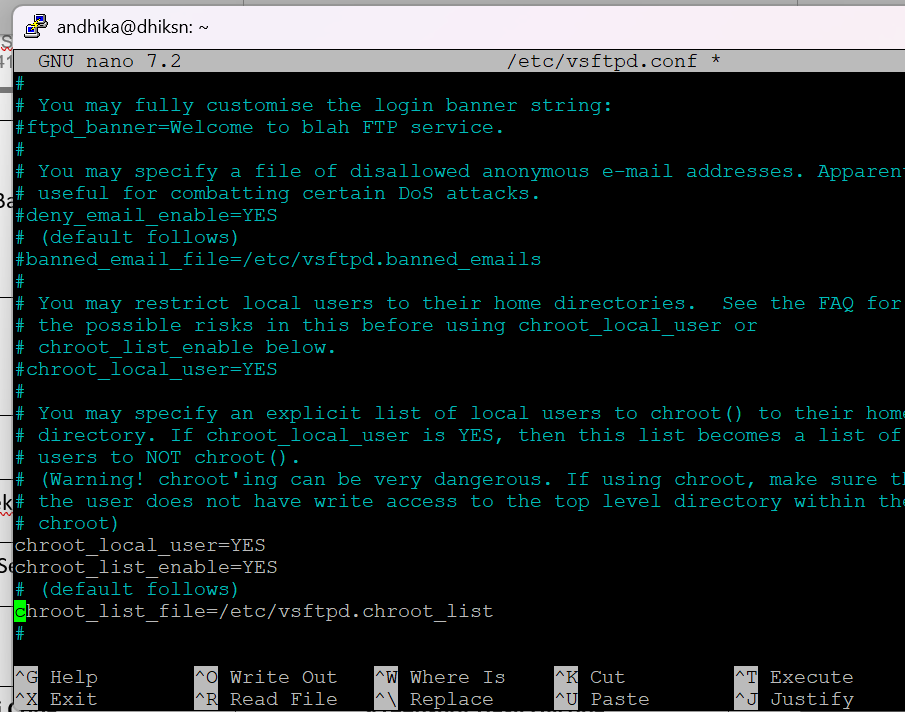 andhika@dhiksn: ~
GNU nano 7.2 /etc/vsftpd.conf *
#
# You may fully customise the login banner string:
#ftpd_banner=Welcome to blah FTP service.
#
# You may specify a file of disallowed anonymous e-mail addresses. Apparen
# useful for combatting certain DoS attacks.
#deny_email_enable=YES
# (default follows)
#banned_email_file=/etc/vsftpd.banned_emails
#
# You may restrict local users to their home directories.  See the FAQ for
# the possible risks in this before using chroot_local_user or
# chroot_list_enable below.
#chroot_local_user=YES
#
# You may specify an explicit list of local users to chroot() to their hom
# directory. If chroot_local_user is YES, then this list becomes a list of
# users to NOT chroot().
# (Warning! chroot'ing can be very dangerous. If using chroot, make sure th
# the user does not have write access to the top level directory within the
# chroot)
chroot_local_user=YES
chroot_list_enable=YES
# (default follows)
chroot_list_file=/etc/vsftpd.chroot_list
#
^G Help ^O Write Out ^W Where Is ^K Cut ^T Execute
^X Exit ^R Read File ^\ Replace ^U Paste ^J Justify